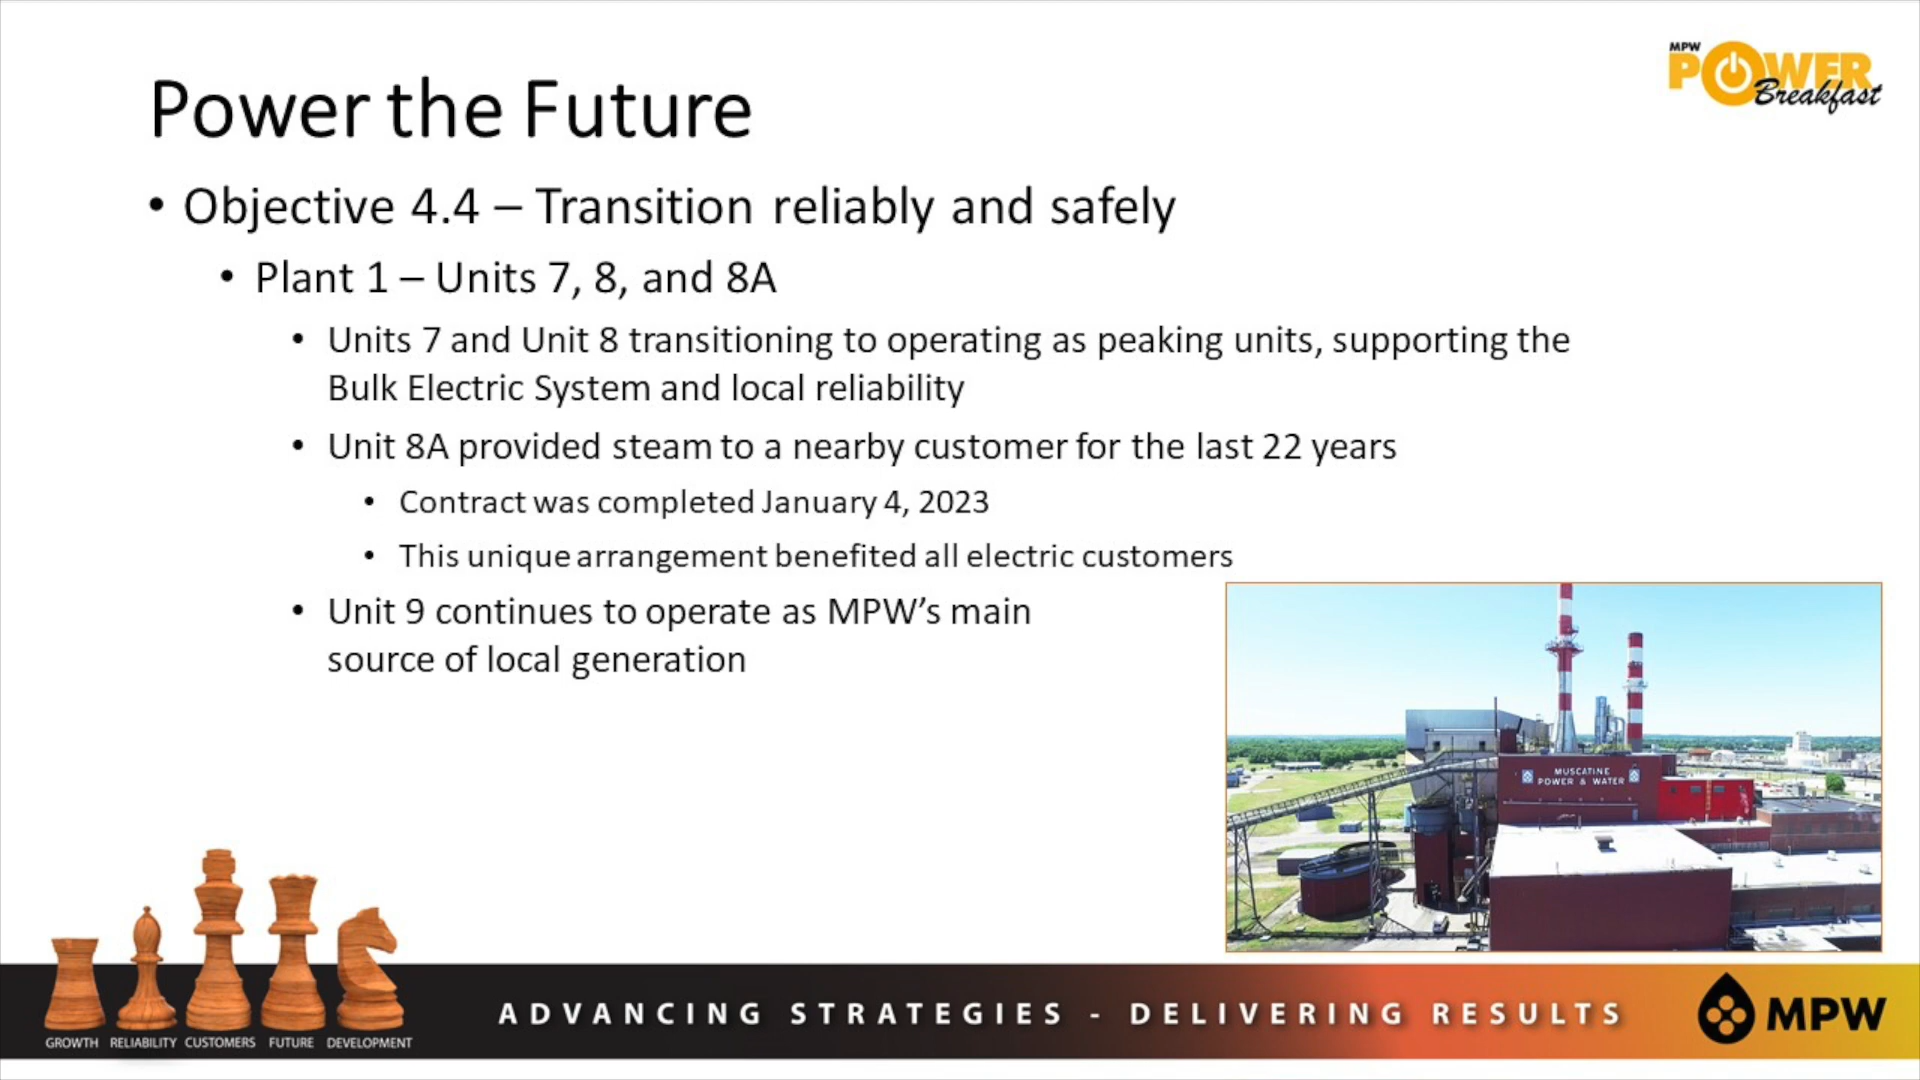 MPW
POWER
Breakfast
Power the Future
• Objective 4.4 – Transition reliably and safely
• Plant 1 – Units 7, 8, and 8A
• Units 7 and Unit 8 transitioning to operating as peaking units, supporting the
Bulk Electric System and local reliability
• Unit 8A provided steam to a nearby customer for the last 22 years
• Contract was completed January 4, 2023
• This unique arrangement benefited all electric customers
• Unit 9 continues to operate as MPW’s main
source of local generation
MUSCATINE
POWER & WATER
GROWTH RELIABILITY CUSTOMERS FUTURE DEVELOPMENT
ADVANCING STRATEGIES - DELIVERING RESULTS
MPW